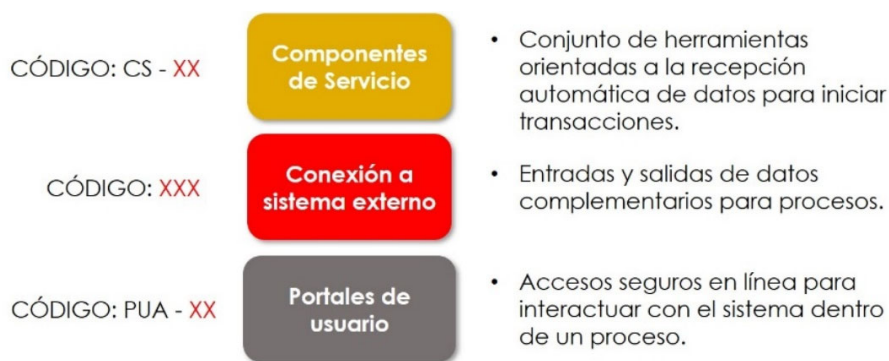 CÓDIGO: CS - XX
Componentes
de Servicio
• Conjunto de herramientas
orientadas a la recepción
automática de datos para iniciar
transacciones.
CÓDIGO: XXX
Conexión a
sistema externo
• Entradas y salidas de datos
complementarios para procesos.
CÓDIGO: PUA - XX
Portales de
usuario
• Accesos seguros en línea para
interactuar con el sistema dentro
de un proceso.